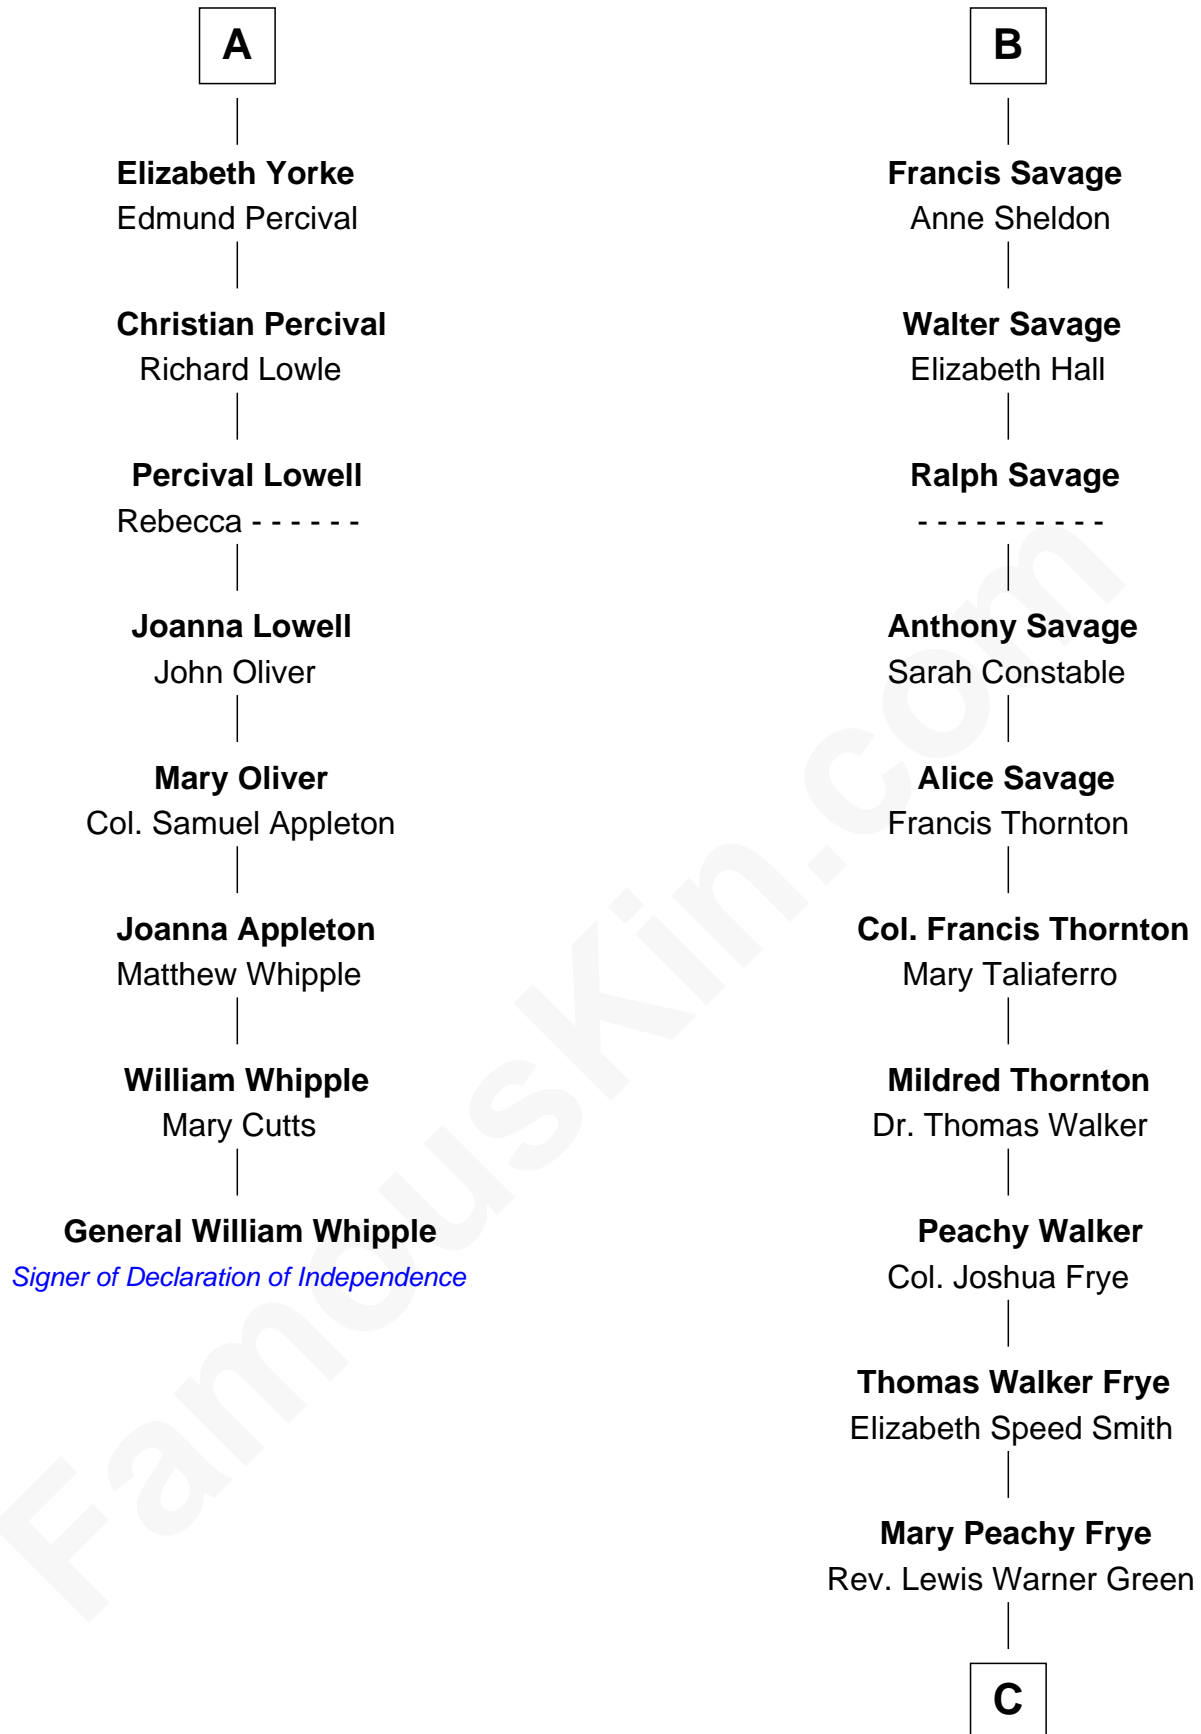 A
Elizabeth Yorke
Edmund Percival
Christian Percival
Richard Lowle
Percival Lowell
Rebecca - - - - - -
Joanna Lowell
John Oliver
Mary Oliver
Col. Samuel Appleton
Joanna Appleton
Matthew Whipple
William Whipple
Mary Cutts
General William Whipple
Signer of Declaration of Independence
B
Francis Savage
Anne Sheldon
Walter Savage
Elizabeth Hall
Ralph Savage
- - - - - - - - - -
Anthony Savage
Sarah Constable
Alice Savage
Francis Thornton
Col. Francis Thornton
Mary Taliaferro
Mildred Thornton
Dr. Thomas Walker
Peachy Walker
Col. Joshua Frye
Thomas Walker Frye
Elizabeth Speed Smith
Mary Peachy Frye
Rev. Lewis Warner Green
C
FamousKin.com